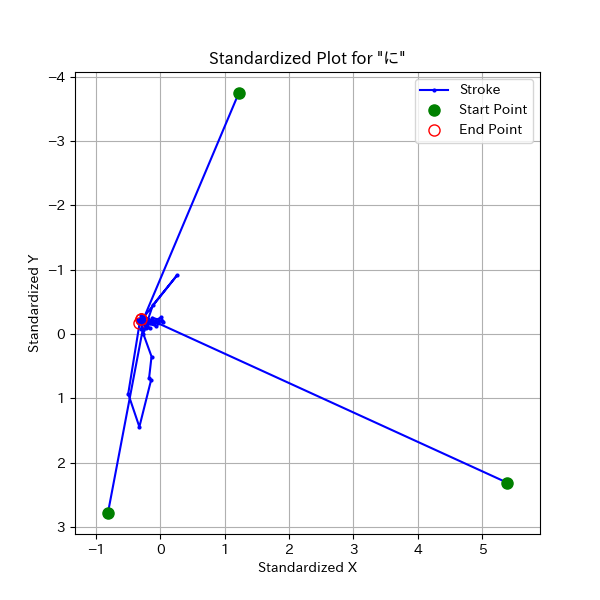 Standardized Plot for "に"
Stroke
Start Point
End Point
−4
−3
−2
−1
0
1
2
3
Standardized Y
−1 0 1 2 3 4 5
Standardized X